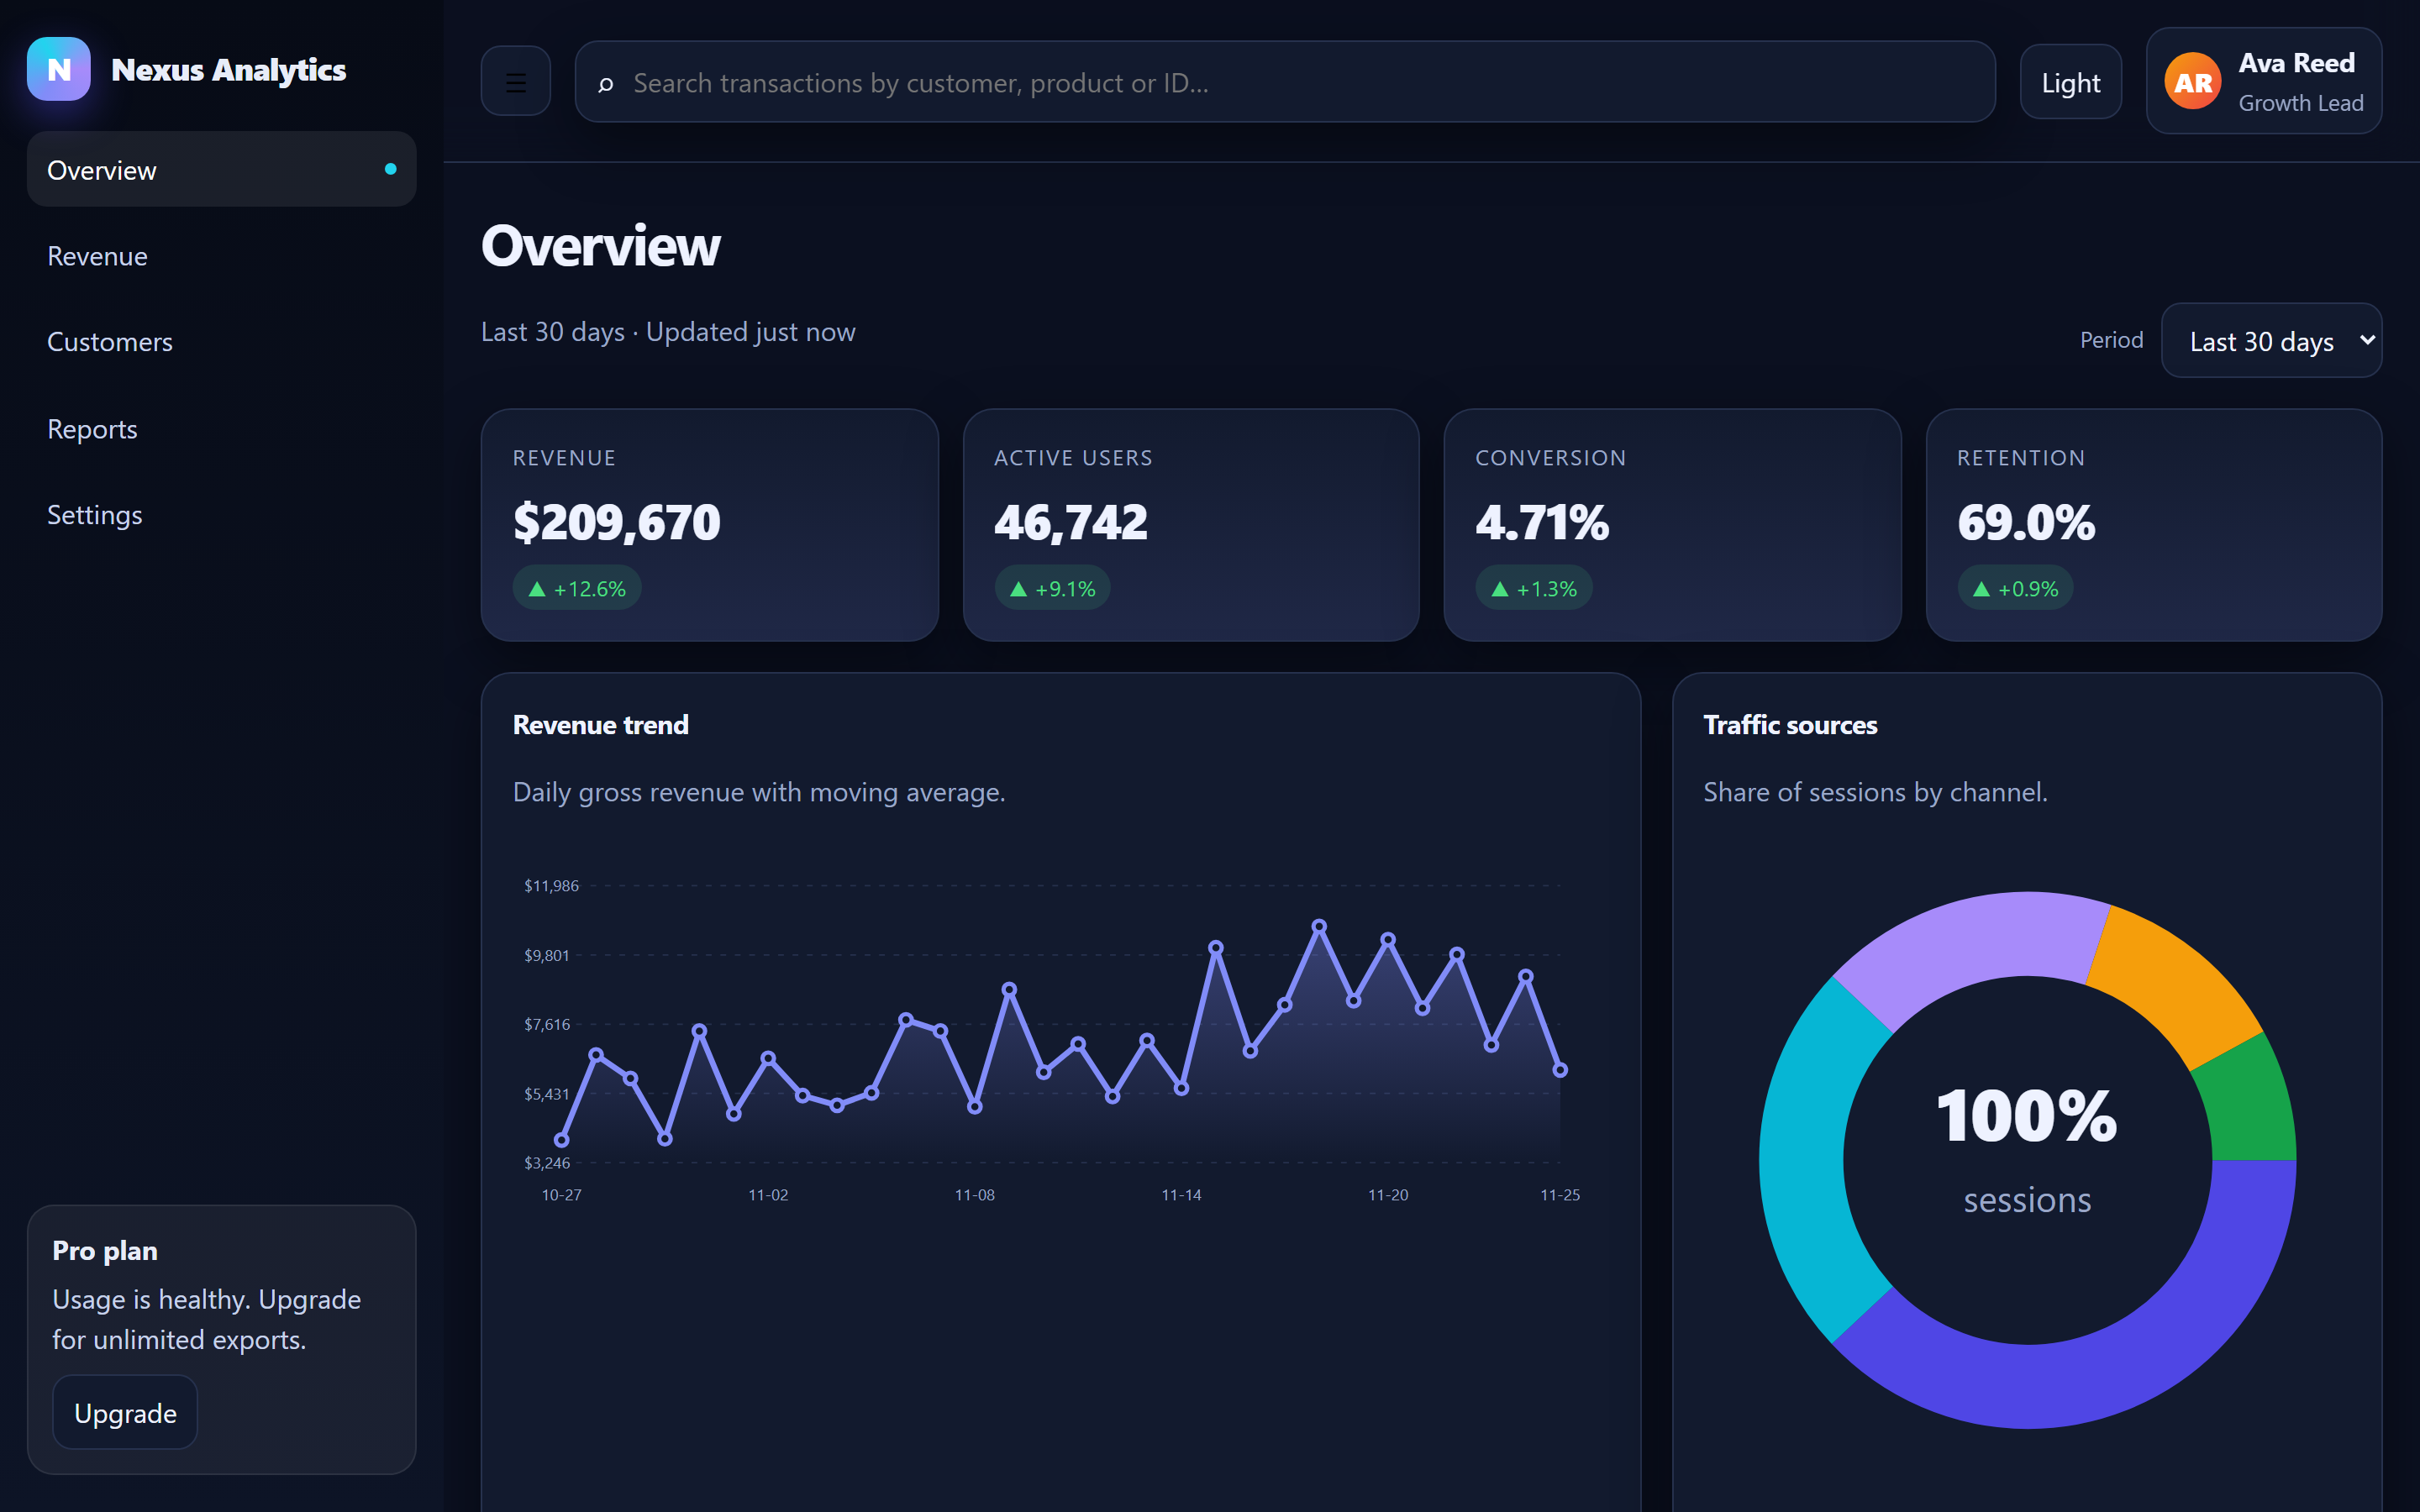 N
Nexus Analytics
Overview
Revenue
Customers
Reports
Settings
Pro plan
Usage is healthy. Upgrade
for unlimited exports.
Upgrade
Search transactions by customer, product or ID...
Light
AR
Ava Reed
Growth Lead
Overview
Last 30 days · Updated just now
Period
Last 30 days
REVENUE
$209,670
▲ +12.6%
ACTIVE USERS
46,742
▲ +9.1%
CONVERSION
4.71%
▲ +1.3%
RETENTION
69.0%
▲ +0.9%
Revenue trend
Daily gross revenue with moving average.
$11,986
$9,801
$7,616
$5,431
$3,246
10-27
11-02
11-08
11-14
11-20
11-25
Traffic sources
Share of sessions by channel.
100%
sessions